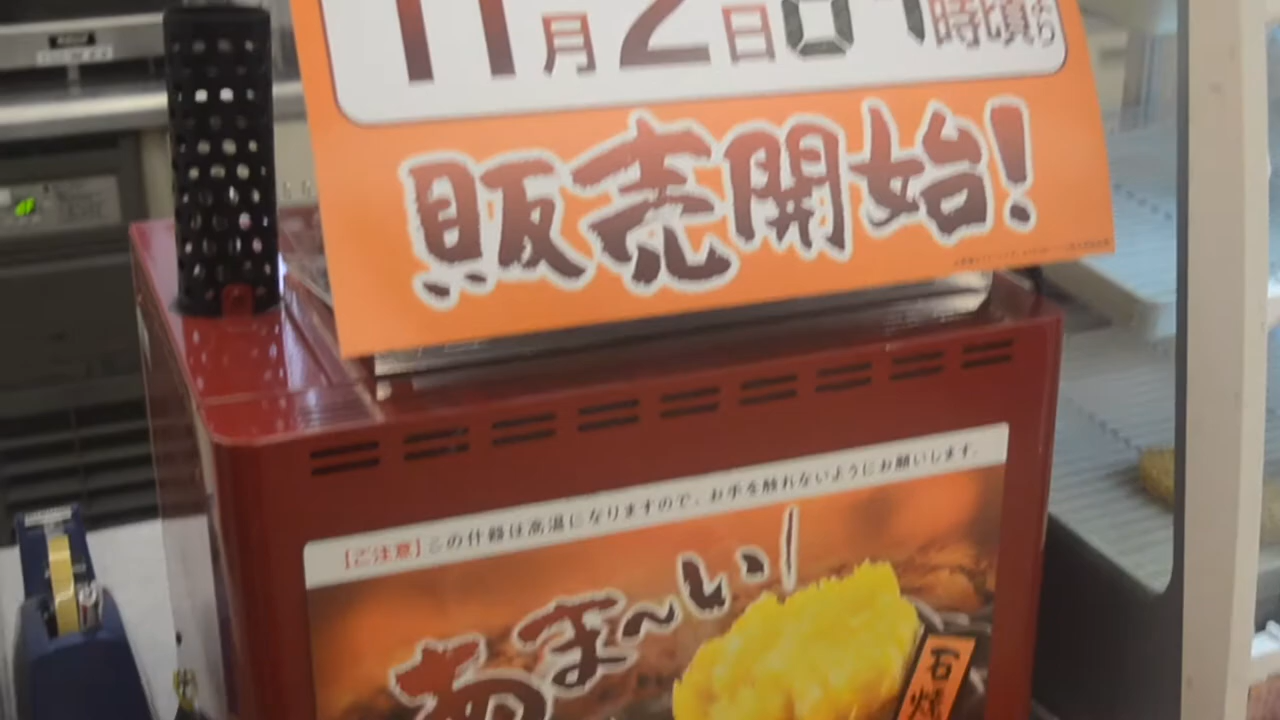 11月2日 時頃より
販売開始!
【ご注意】この什器は高温になりますので、お手を触れないようにお願いします。
あま〜い!
石焼